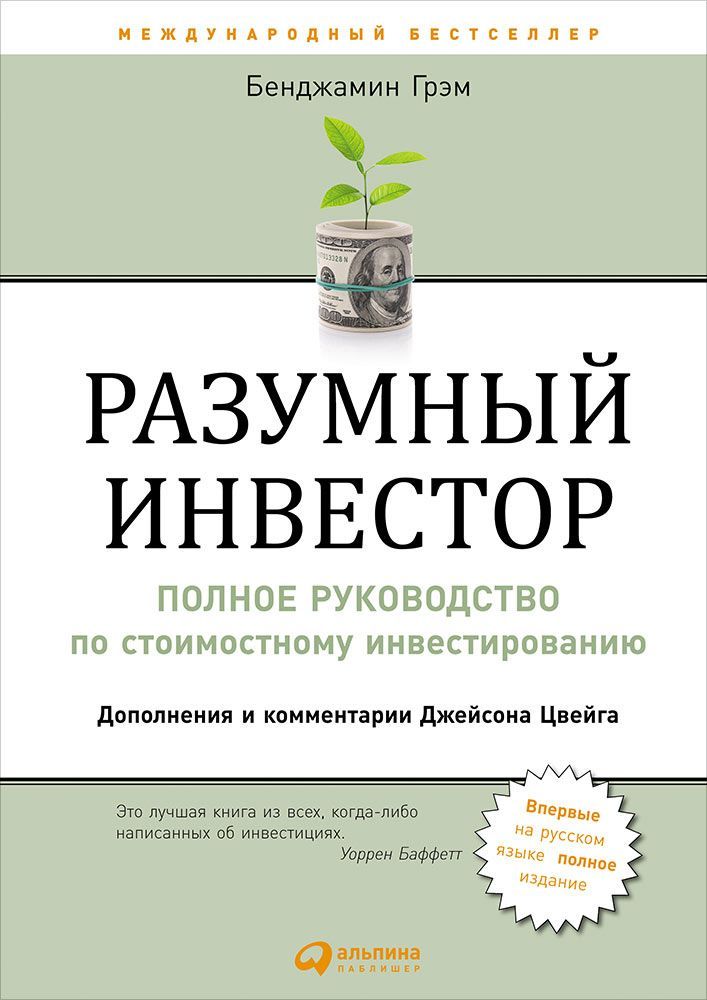 МЕЖДУНАРОДНЫЙ БЕСТСЕЛЛЕР
Бенджамин Грэм
РАЗУМНЫЙ
ИНВЕСТОР
ПОЛНОЕ РУКОВОДСТВО
по стоимостному инвестированию
Дополнения и комментарии Джейсона Цвейга
Это лучшая книга из всех, когда-либо
написанных об инвестициях.
Уоррен Баффетт
Впервые
на русском
языке полное
издание
альпина
ПАБЛИШЕР